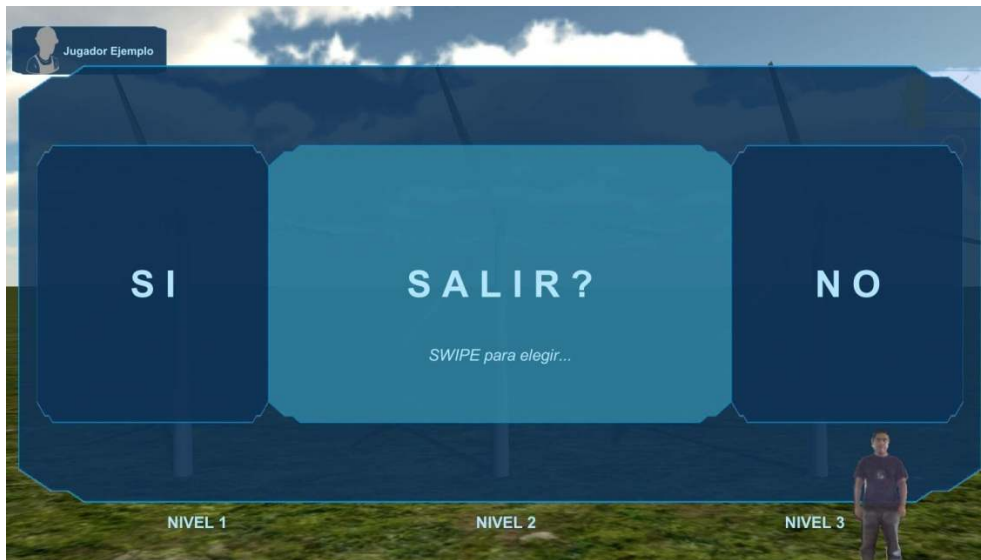 Jugador Ejemplo
SI
SALIR?
NO
SWIPE para elegir...
NIVEL 1
NIVEL 2
NIVEL 3